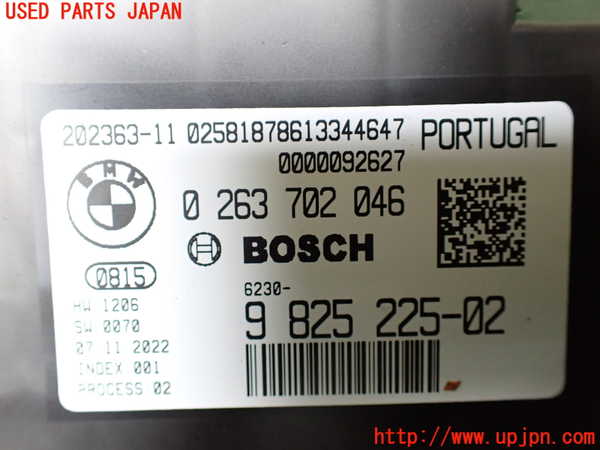 USED PARTS JAPAN
202363-11 02581878613344647 PORTUGAL
0000092627
BMW
0 263 702 046
BOSCH
0815
6230-
HW 1206
9 825 225-02
SW 0070
07 11 2022
INDEX 001
PROCESS 02
http://www.upjpn.com/